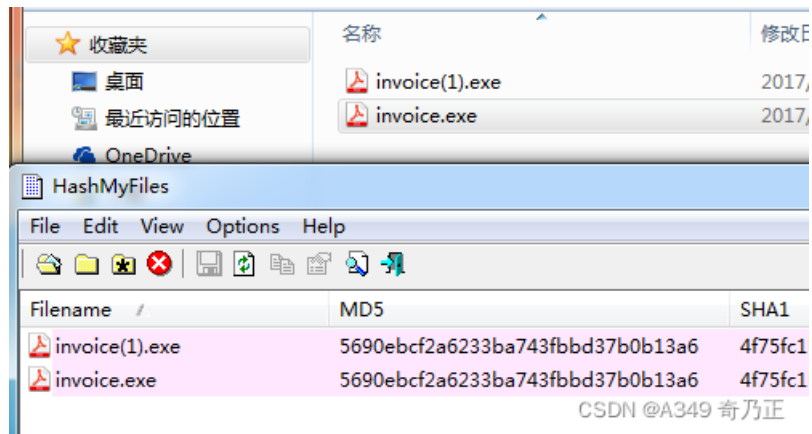 名称
修改日
收藏夹
桌面
invoice(1).exe
2017/
最近访问的位置
invoice.exe
2017/
OneDrive
HashMyFiles
File Edit View Options Help
Filename / MD5 SHA1
invoice(1).exe 5690ebcf2a6233ba743fbbd37b0b13a6 4f75fc1
invoice.exe 5690ebcf2a6233ba743fbbd37b0b13a6 4f75fc1
CSDN @A349 奇乃正